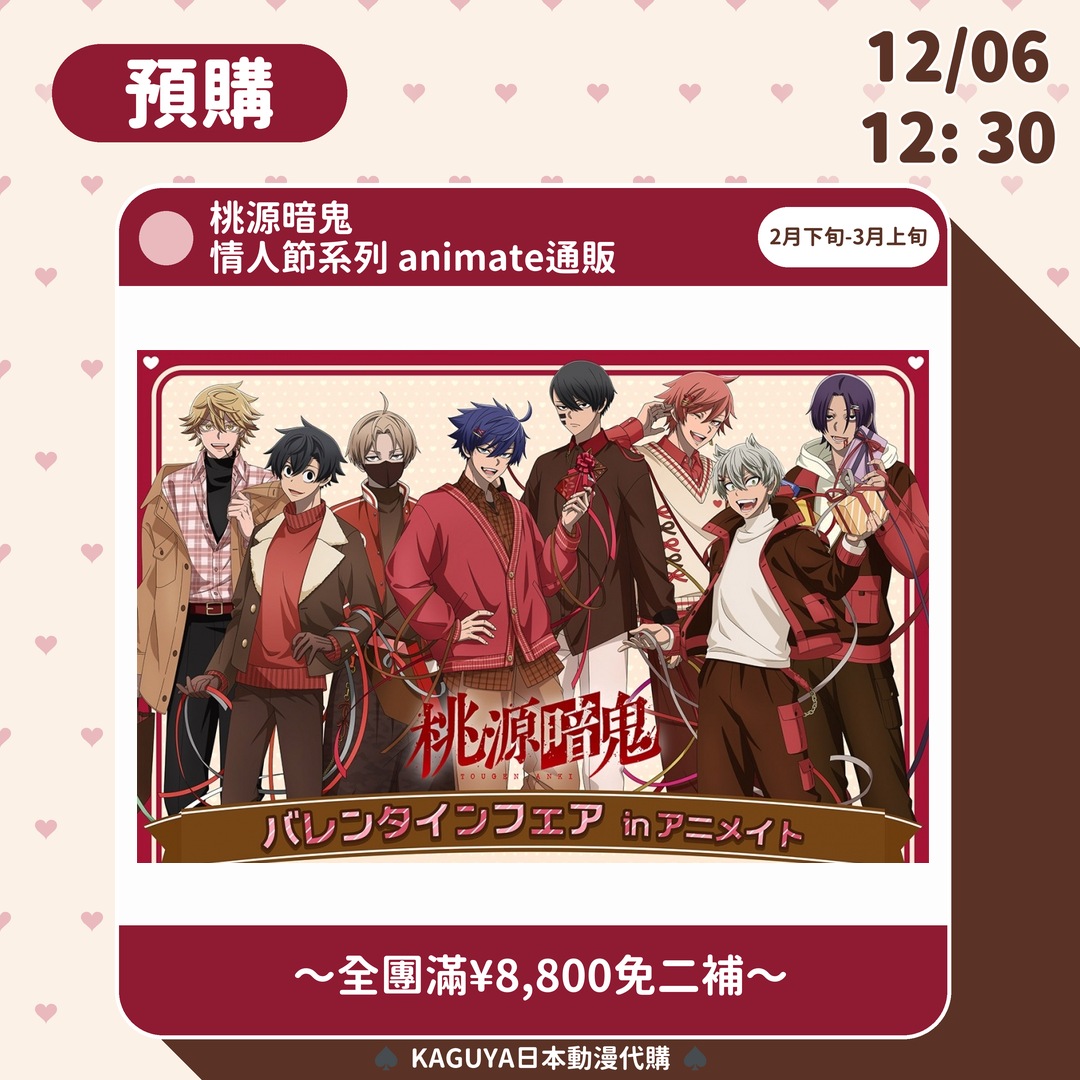 預購
12/06
12: 30
桃源暗鬼
情人節系列 animate通販
2月下旬-3月上旬
桃源暗鬼
TOUGEN ANKI
バレンタインフェア in アニメイト
～全團滿¥8,800免二補～
♠ KAGUYA日本動漫代購 ♠